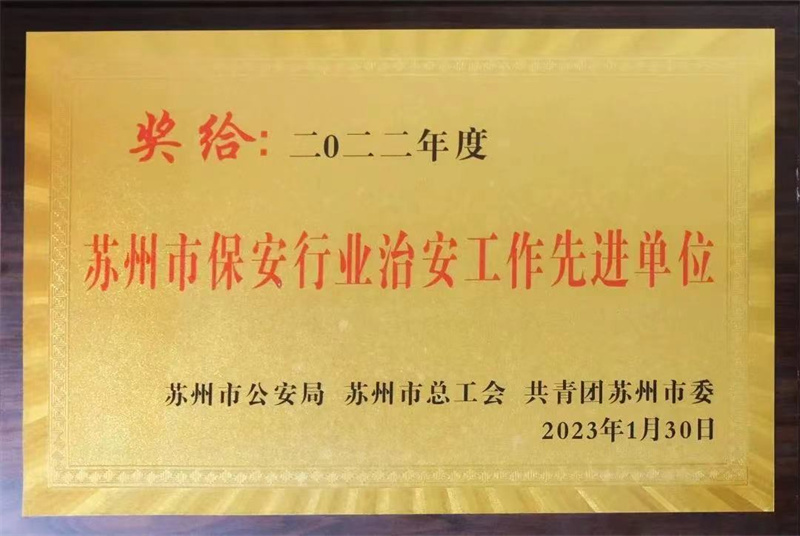 奖给：二〇二二年度
苏州市保安行业治安工作先进单位
苏州市公安局 苏州市总工会 共青团苏州市委
2023年1月30日